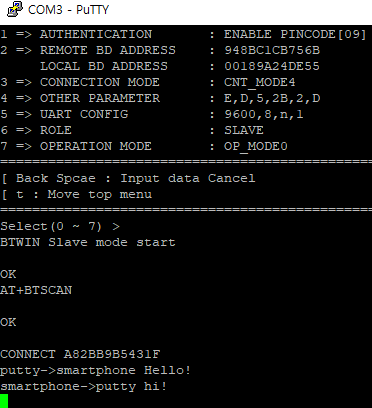 COM3 - PuTTY
1 => AUTHENTICATION : ENABLE PINCODE[09]
2 => REMOTE BD ADDRESS : 948BC1CB756B
LOCAL BD ADDRESS : 00189A24DE55
3 => CONNECTION MODE : CNT_MODE4
4 => OTHER PARAMETER : E,D,5,2B,2,D
5 => UART CONFIG : 9600,8,n,1
6 => ROLE : SLAVE
7 => OPERATION MODE : OP_MODE0
===============================================
[ Back Spcae : Input data Cancel
[ t : Move top menu
===============================================
Select(0 ~ 7) >
BTWIN Slave mode start
OK
AT+BTSCAN
OK
CONNECT A82BB9B5431F
putty->smartphone Hello!
smartphone->putty hi!